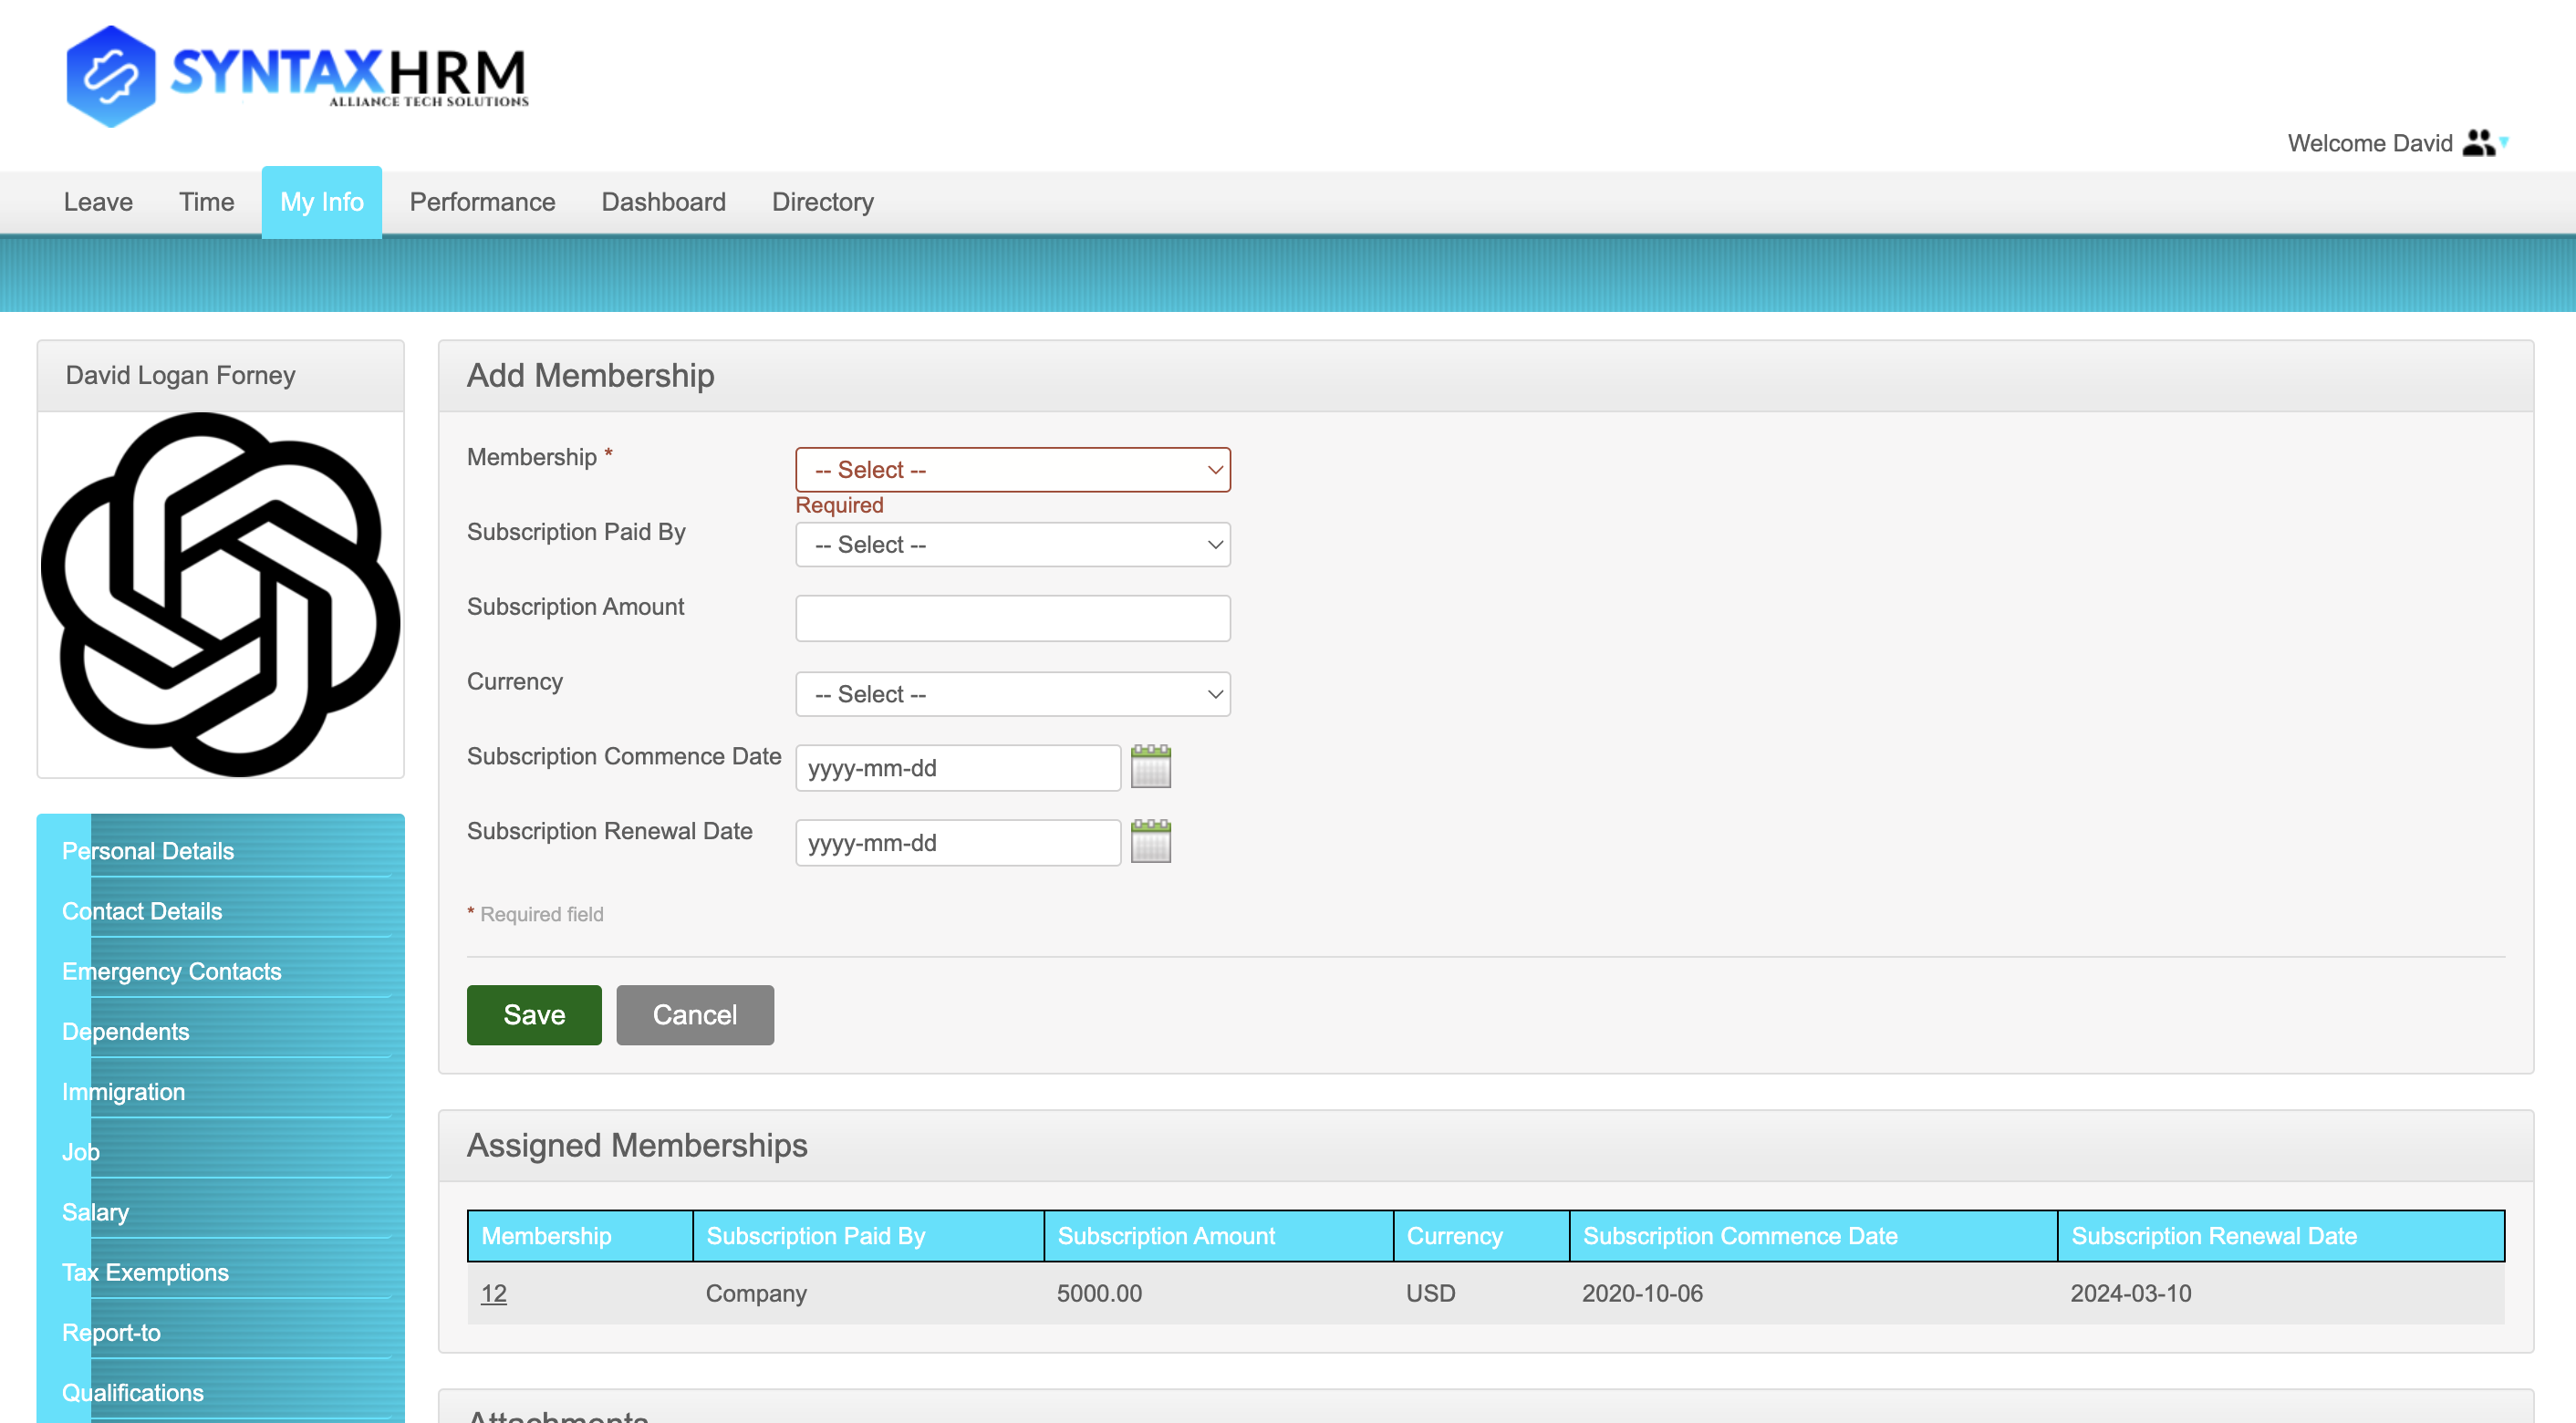 SYNTAXHRM
ALLIANCE TECH SOLUTIONS
Welcome David
Leave Time My Info Performance Dashboard Directory
David Logan Forney
Personal Details
Contact Details
Emergency Contacts
Dependents
Immigration
Job
Salary
Tax Exemptions
Report-to
Qualifications
Add Membership
Membership * -- Select --
Required
Subscription Paid By -- Select --
Subscription Amount
Currency -- Select --
Subscription Commence Date yyyy-mm-dd
Subscription Renewal Date yyyy-mm-dd
* Required field
Save Cancel
Assigned Memberships
Membership Subscription Paid By Subscription Amount Currency Subscription Commence Date Subscription Renewal Date
12 Company 5000.00 USD 2020-10-06 2024-03-10
Attachments